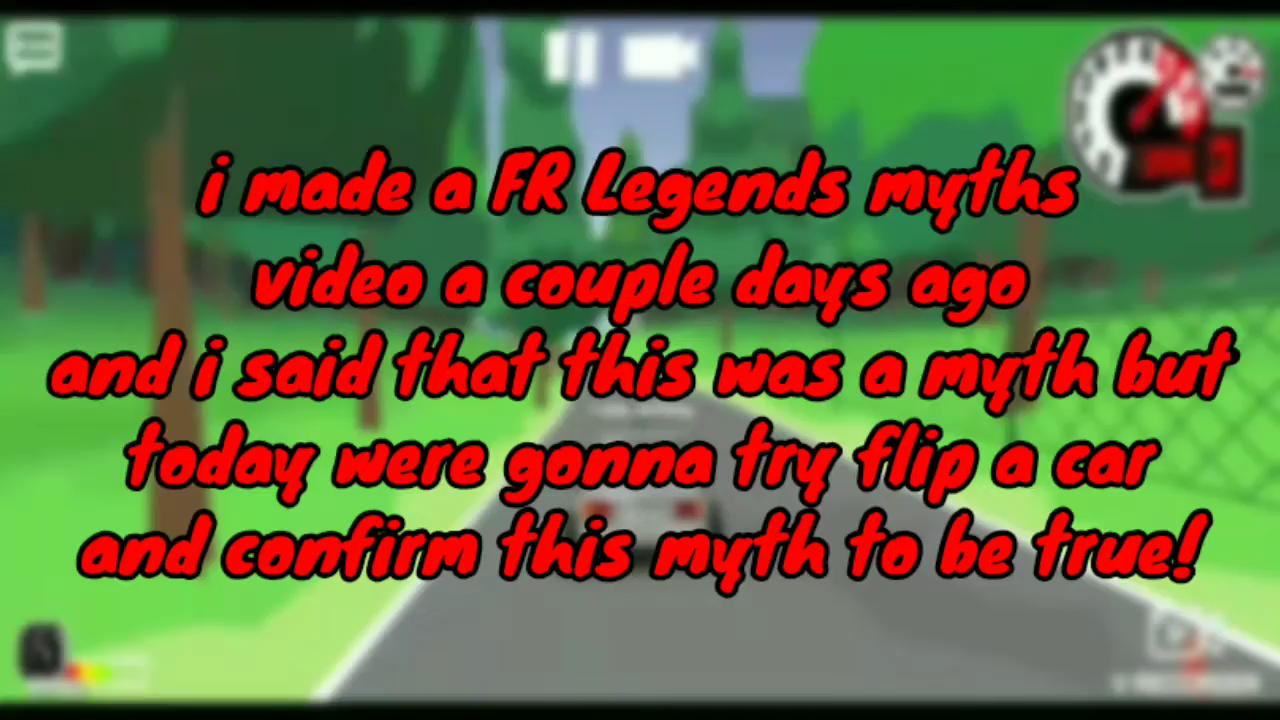 i made a FR Legends myths
video a couple days ago
and i said that this was a myth but
today were gonna try flip a car
and confirm this myth to be true!